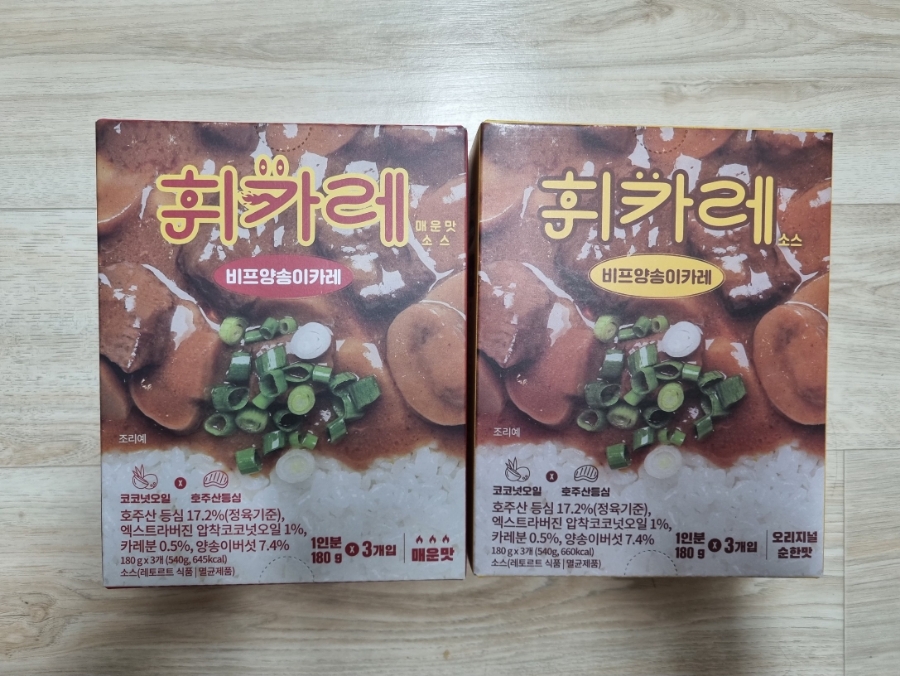 휘카레
매운맛
소스
비프양송이카레
조리예
코코넛오일 x 호주산등심
호주산 등심 17.2%(정육기준),
엑스트라버진 압착코코넛오일 1%,
카레분 0.5%, 양송이버섯 7.4%
180 g x 3개 (540g, 645kcal)
소스(레토르트 식품 | 멸균제품)
1인분
180 g x 3개입
매운맛
휘카레
소스
비프양송이카레
조리예
코코넛오일 x 호주산등심
호주산 등심 17.2%(정육기준),
엑스트라버진 압착코코넛오일 1%,
카레분 0.5%, 양송이버섯 7.4%
180 g x 3개 (540g, 660kcal)
소스(레토르트 식품 | 멸균제품)
1인분
180 g x 3개입
오리지널
순한맛